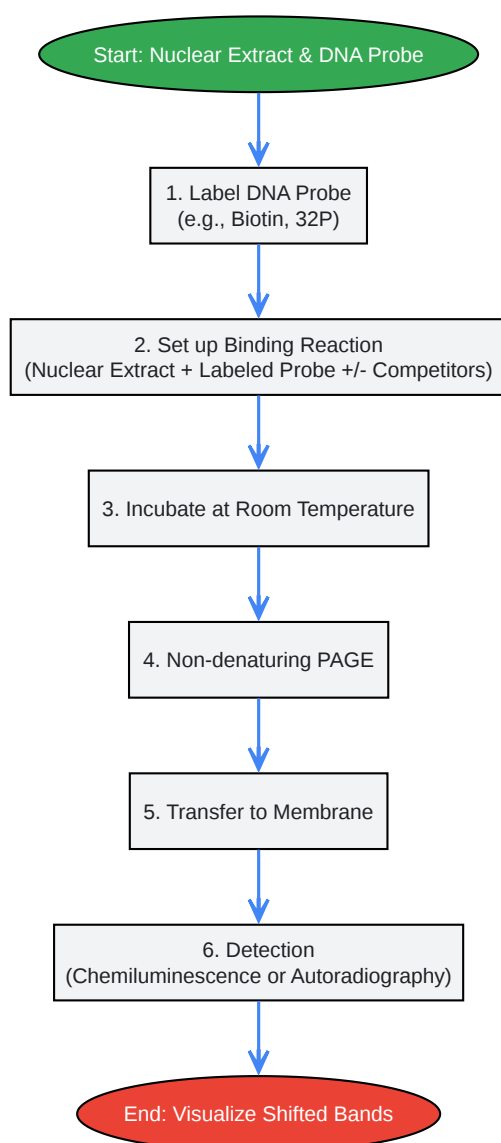 Start: Nuclear Extract & DNA Probe
1. Label DNA Probe
(e.g., Biotin, 32P)
2. Set up Binding Reaction
(Nuclear Extract + Labeled Probe +/- Competitors)
3. Incubate at Room Temperature
4. Non-denaturing PAGE
5. Transfer to Membrane
6. Detection
(Chemiluminescence or Autoradiography)
End: Visualize Shifted Bands